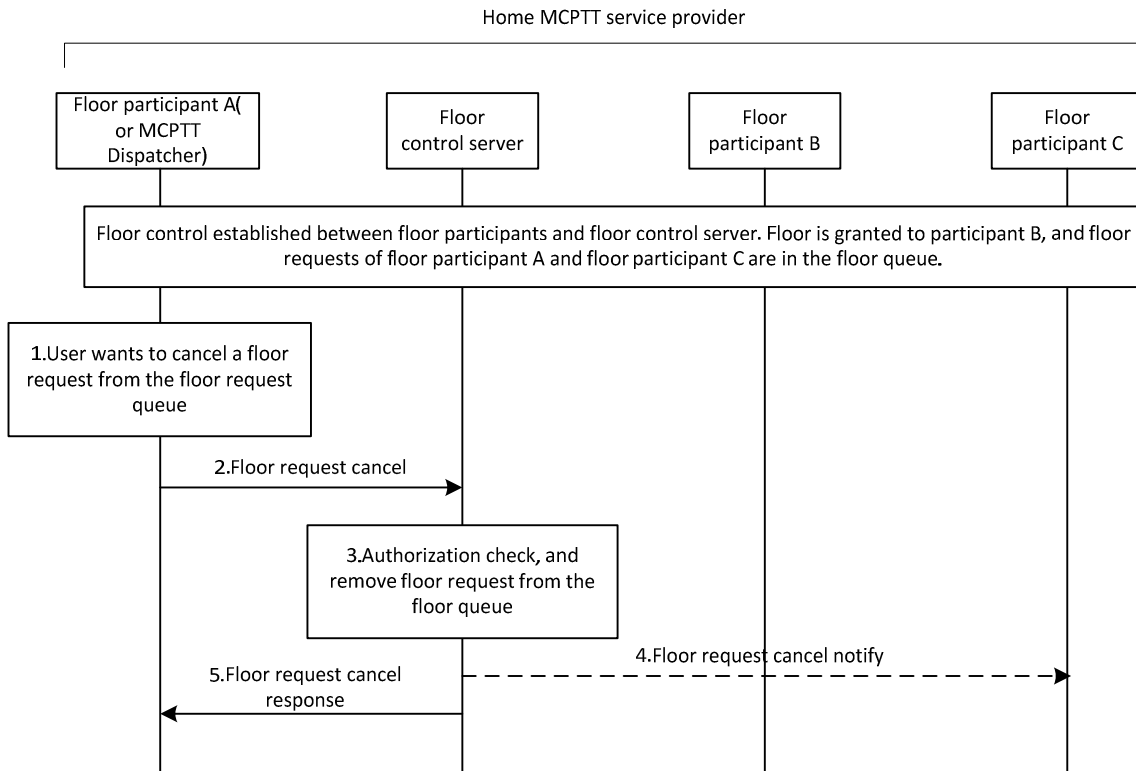 Home MCPTT service provider
Floor participant A(
or MCPTT
Dispatcher)
Floor
control server
Floor
participant B
Floor
participant C
Floor control established between floor participants and floor control server. Floor is granted to participant B, and floor
requests of floor participant A and floor participant C are in the floor queue.
1.User wants to cancel a floor
request from the floor request
queue
2.Floor request cancel
3.Authorization check, and
remove floor request from the
floor queue
4.Floor request cancel notify
5.Floor request cancel
response